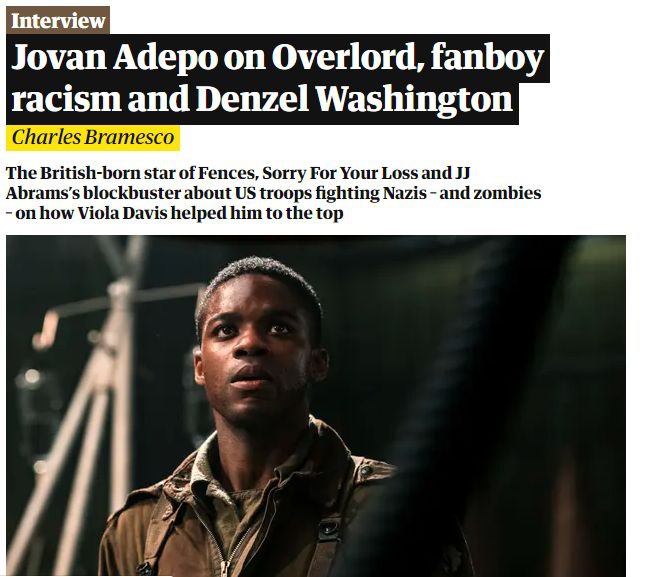 Interview
Jovan Adepo on Overlord, fanboy
racism and Denzel Washington
Charles Bramesco
The British-born star of Fences, Sorry For Your Loss and JJ
Abrams’s blockbuster about US troops fighting Nazis – and zombies
– on how Viola Davis helped him to the top